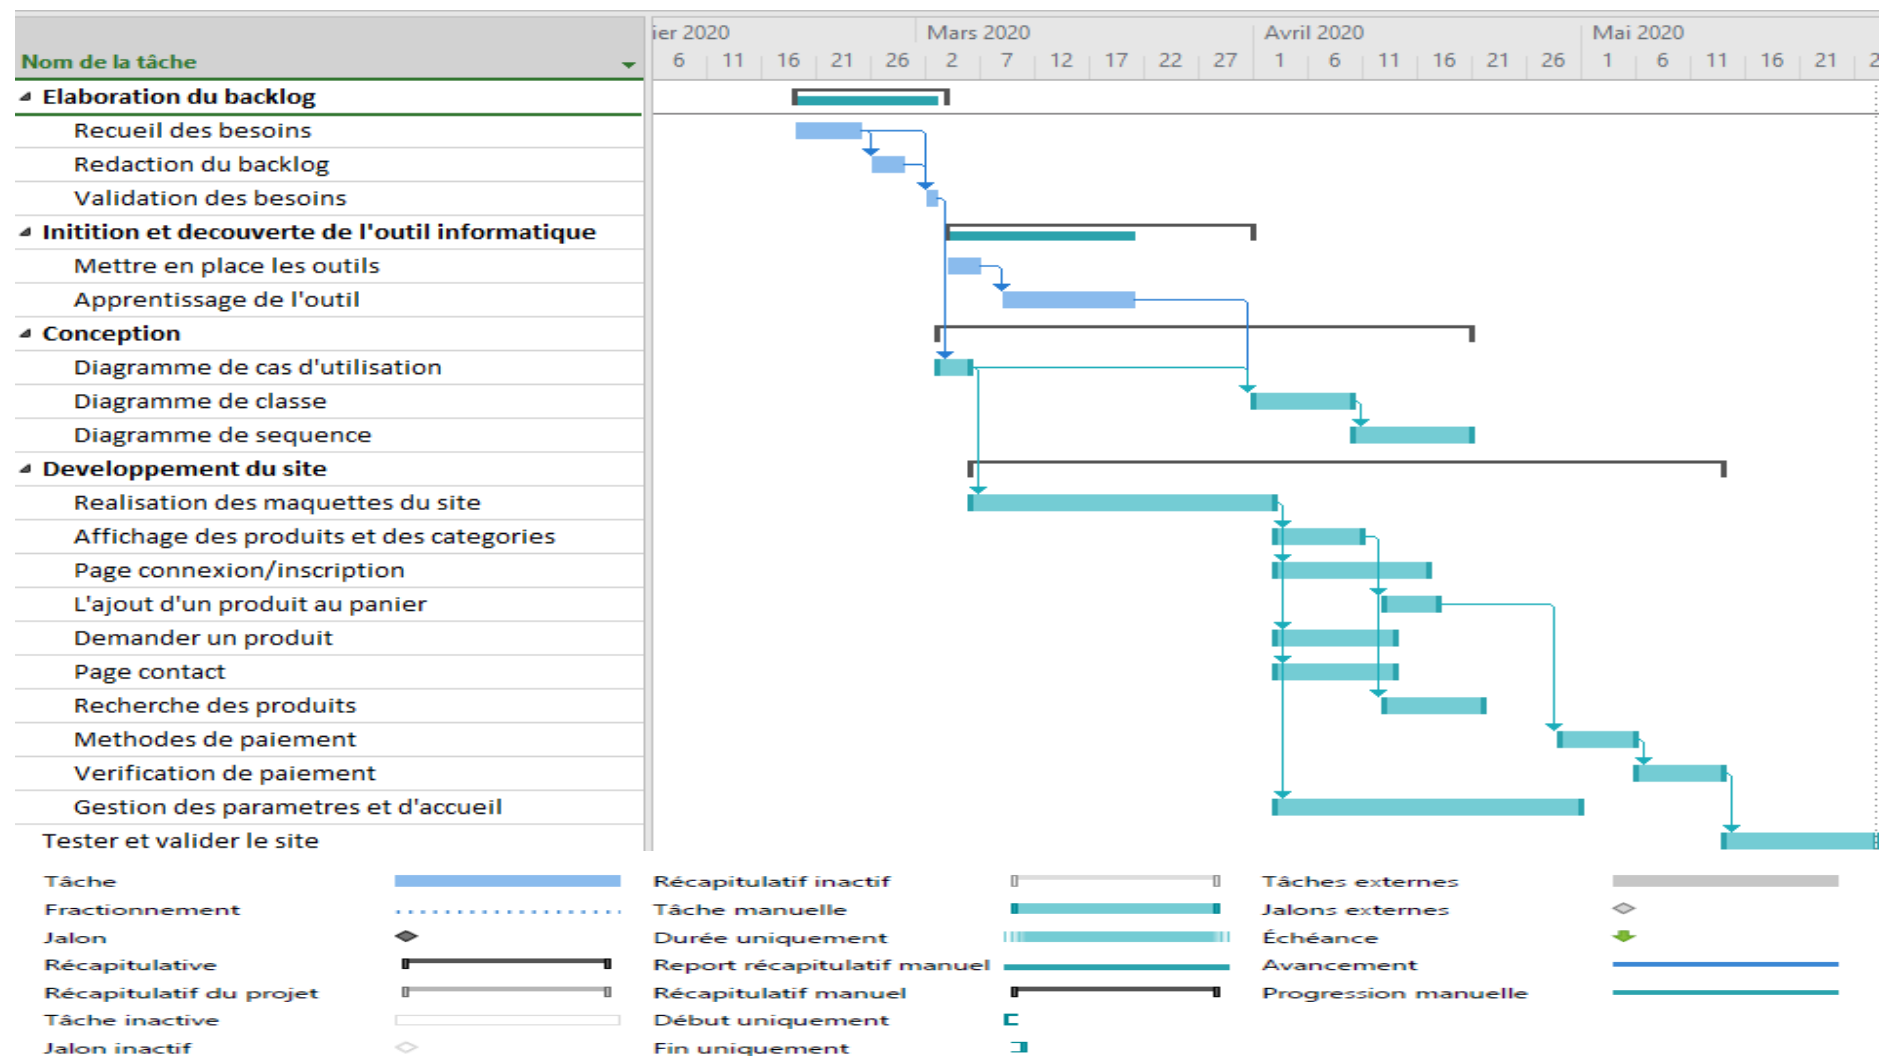 ier 2020 Mars 2020 Avril 2020 Mai 2020
Nom de la tâche 6 11 16 21 26 2 7 12 17 22 27 1 6 11 16 21 26 1 6 11 16 21 2
Elaboration du backlog
Recueil des besoins
Redaction du backlog
Validation des besoins
Initition et decouverte de l'outil informatique
Mettre en place les outils
Apprentissage de l'outil
Conception
Diagramme de cas d'utilisation
Diagramme de classe
Diagramme de sequence
Developpement du site
Realisation des maquettes du site
Affichage des produits et des categories
Page connexion/inscription
L'ajout d'un produit au panier
Demander un produit
Page contact
Recherche des produits
Methodes de paiement
Verification de paiement
Gestion des parametres et d'accueil
Tester et valider le site
Tâche Récapitulatif inactif Tâches externes
Fractionnement Tâche manuelle Jalons externes
Jalon Durée uniquement Échéance
Récapitulative Report récapitulatif manuel Avancement
Récapitulatif du projet Récapitulatif manuel Progression manuelle
Tâche inactive Début uniquement
Jalon inactif Fin uniquement